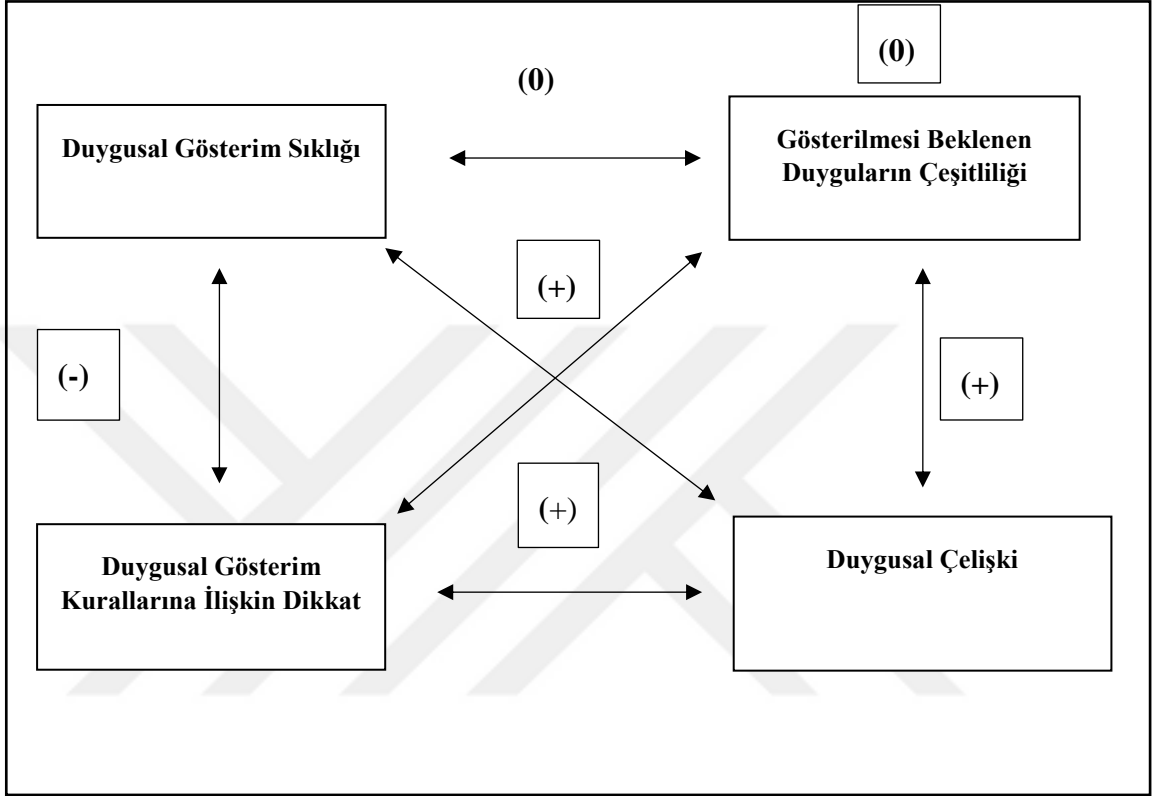 (0)
(0)
Duygusal Gösterim Sıklığı
Gösterilmesi Beklenen
Duyguların Çeşitliliği
(+)
(-)
(+)
(+)
Duygusal Gösterim
Kurallarına İlişkin Dikkat
Duygusal Çelişki